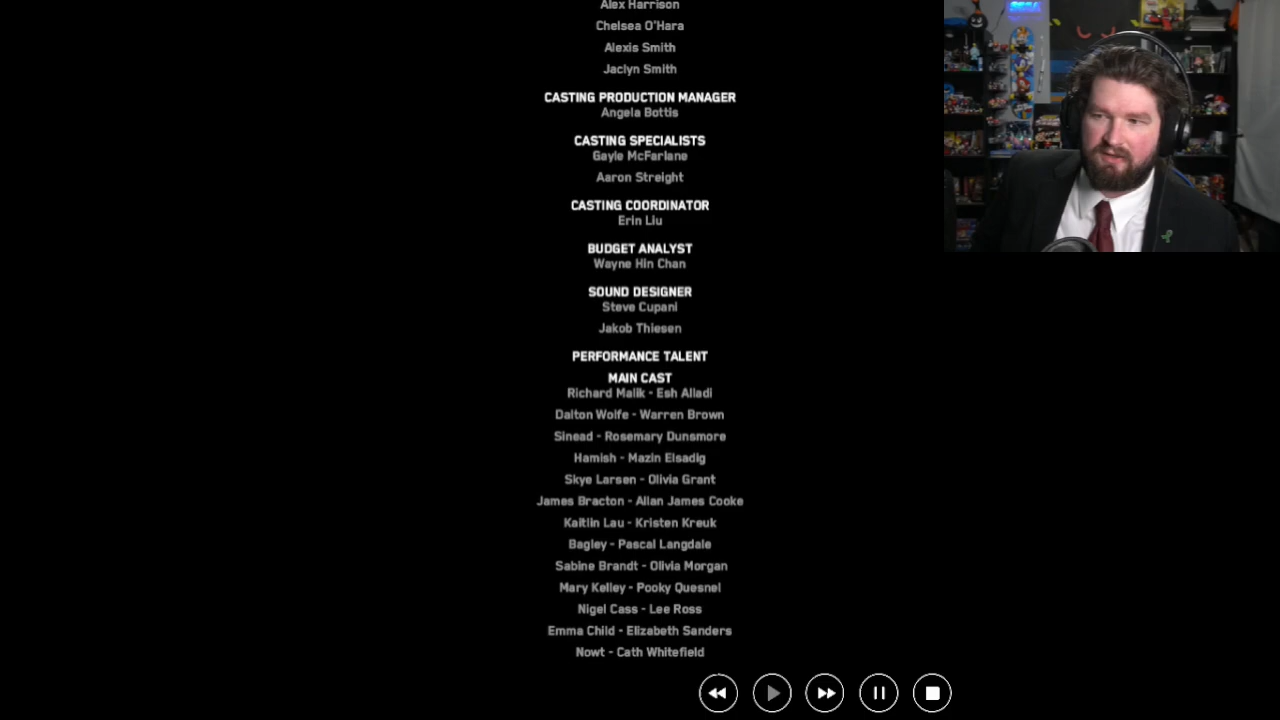 Alex Harrison
Chelsea O'Hara
Alexis Smith
Jaclyn Smith
CASTING PRODUCTION MANAGER
Angela Bottis
CASTING SPECIALISTS
Gayle McFarlane
Aaron Streight
CASTING COORDINATOR
Erin Liu
BUDGET ANALYST
Wayne Hin Chan
SOUND DESIGNER
Steve Cupani
Jakob Thiesen
PERFORMANCE TALENT
MAIN CAST
Richard Malik - Esh Alladi
Dalton Wolfe - Warren Brown
Sinead - Rosemary Dunsmore
Hamish - Mazin Elsadig
Skye Larsen - Olivia Grant
James Bracton - Allan James Cooke
Kaitlin Lau - Kristen Kreuk
Bagley - Pascal Langdale
Sabine Brandt - Olivia Morgan
Mary Kelley - Pooky Quesnel
Nigel Cass - Lee Ross
Emma Child - Elizabeth Sanders
Nowt - Cath Whitefield
SEGA